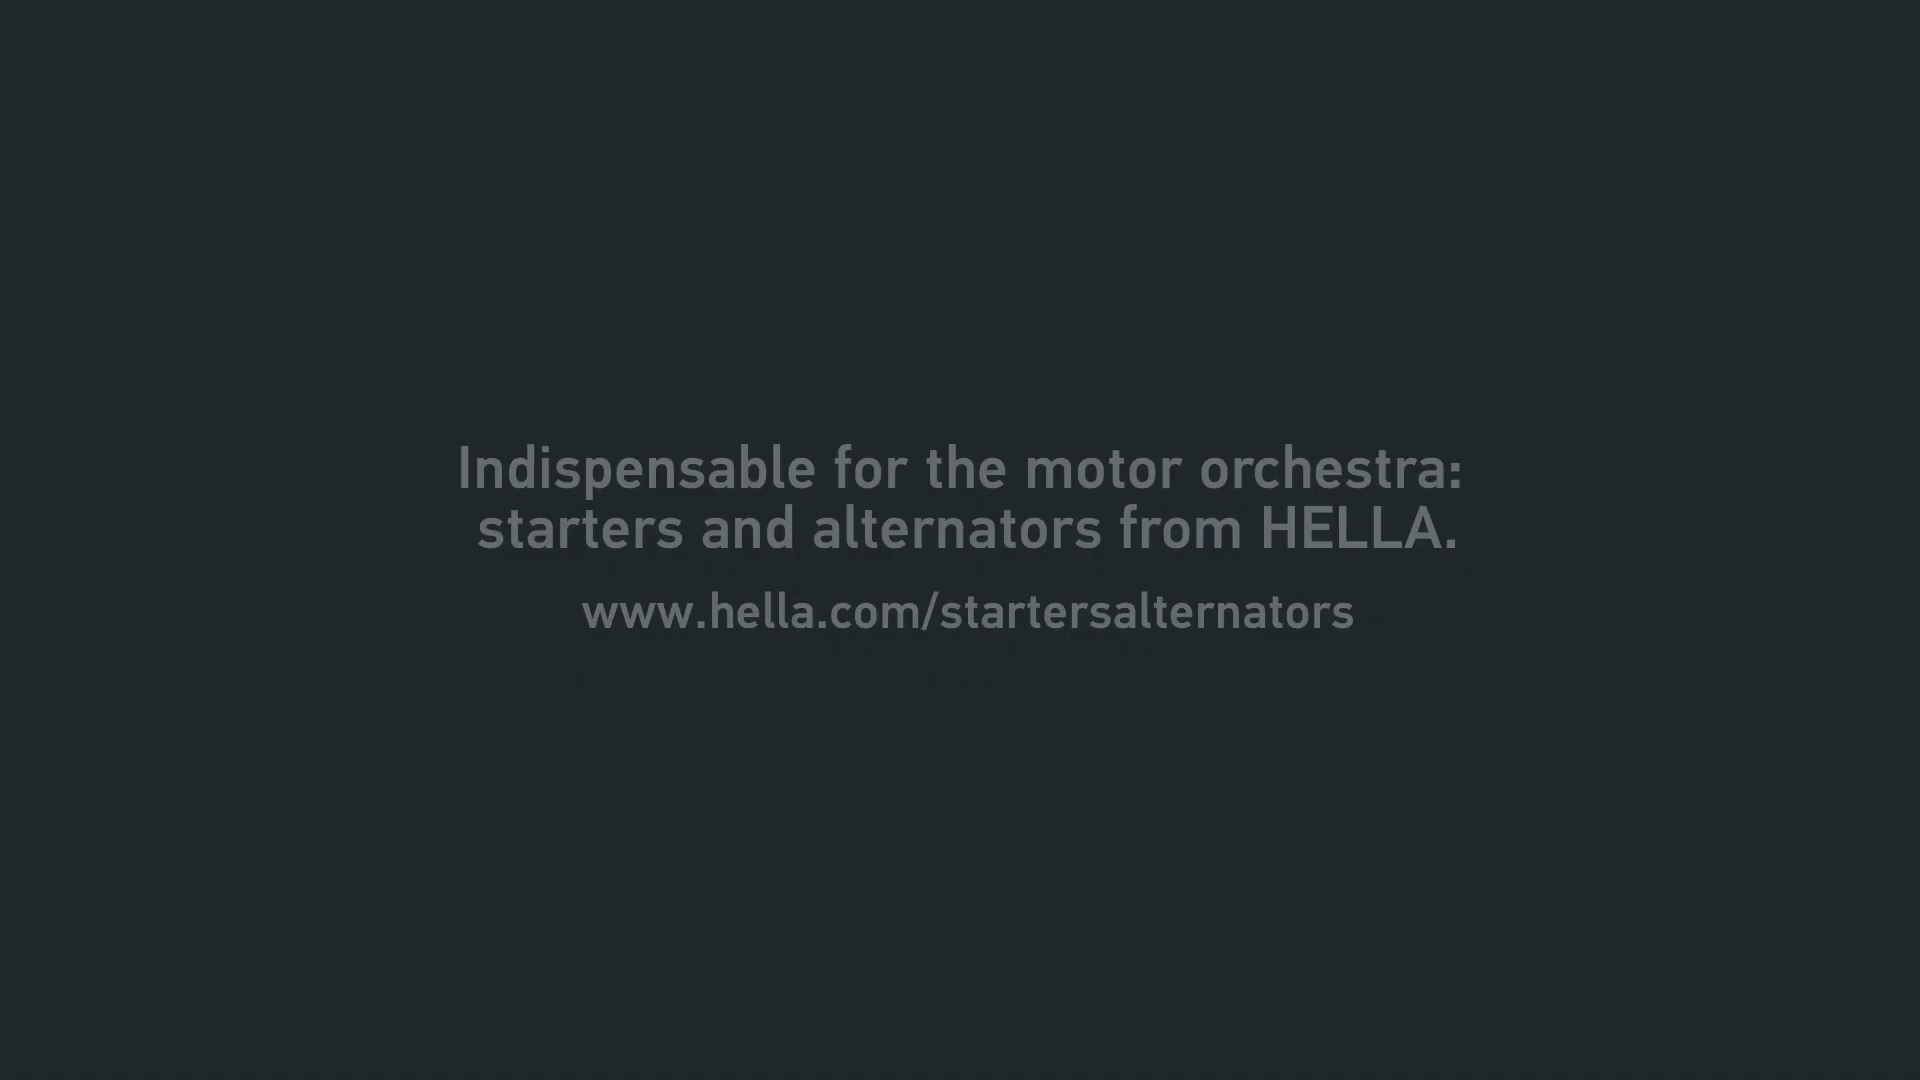 Indispensable for the motor orchestra:
starters and alternators from HELLA.
www.hella.com/startersalternators